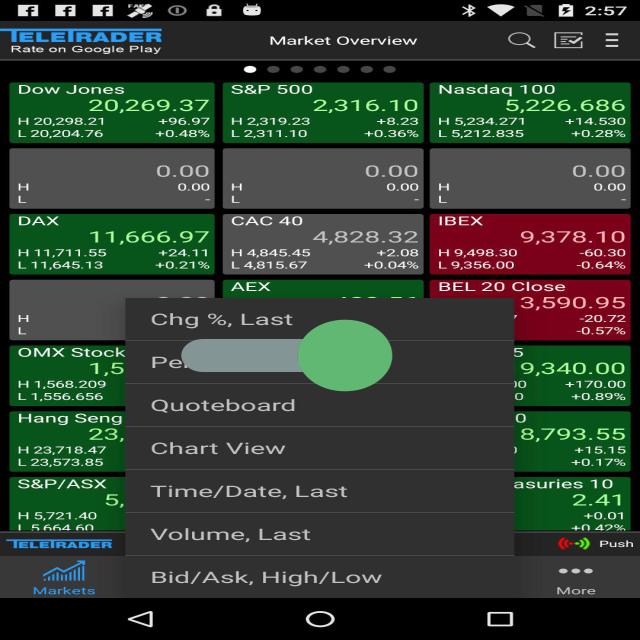 2:57
TELETRADER
Rate on Google Play
Market Overview
Dow Jones
20,269.37
H 20,298.21 +96.97
L 20,204.76 +0.48%
S&P 500
2,316.10
H 2,319.23 +8.23
L 2,311.10 +0.36%
Nasdaq 100
5,226.686
H 5,234.271 +14.530
L 5,212.835 +0.28%
0.00
H 0.00
L -
0.00
H 0.00
L -
0.00
H 0.00
L -
DAX
11,666.97
H 11,711.55 +24.11
L 11,645.13 +0.21%
CAC 40
4,828.32
H 4,845.45 +2.08
L 4,815.67 +0.04%
IBEX
9,378.10
H 9,498.30 -60.30
L 9,356.00 -0.64%
H
L
AEX
BEL 20 Close
3,590.95
-20.72
-0.57%
OMX Stock
1,5
H 1,568.209
L 1,556.656
5
9,340.00
00 +170.00
0 +0.89%
Hang Seng
23,
H 23,718.47
L 23,573.85
0
8,793.55
+15.15
+0.17%
S&P/ASX
5,
H 5,721.40
L 5,664.60
asuries 10
2.41
+0.01
+0.42%
Chg %, Last
Pe
Quoteboard
Chart View
Time/Date, Last
Volume, Last
Bid/Ask, High/Low
TELETRADER
Push
Markets
More